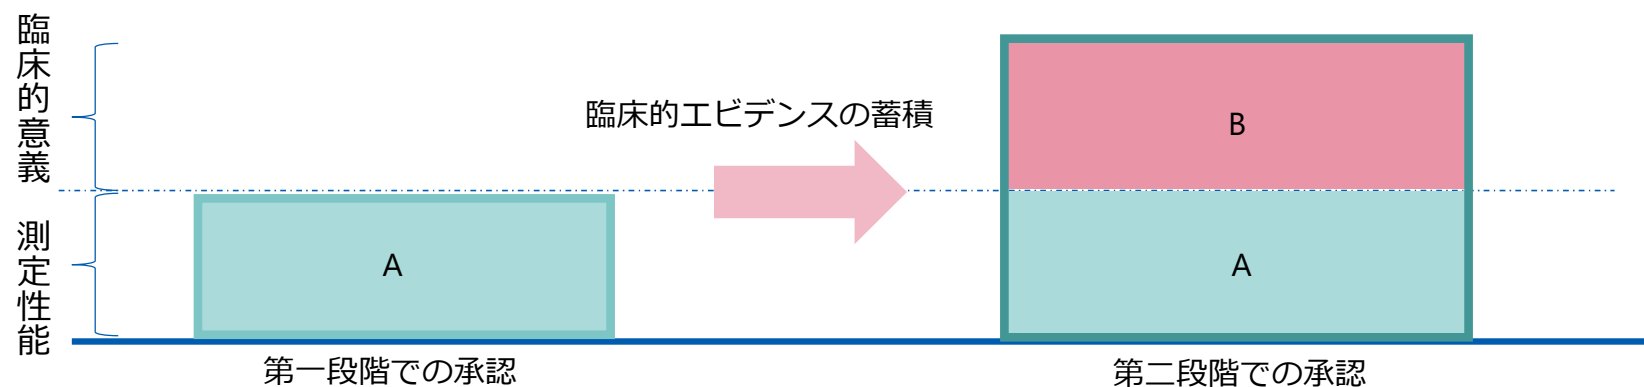 臨床的意義
測定性能
A
第一段階での承認
臨床的エビデンスの蓄積
B
A
第二段階での承認